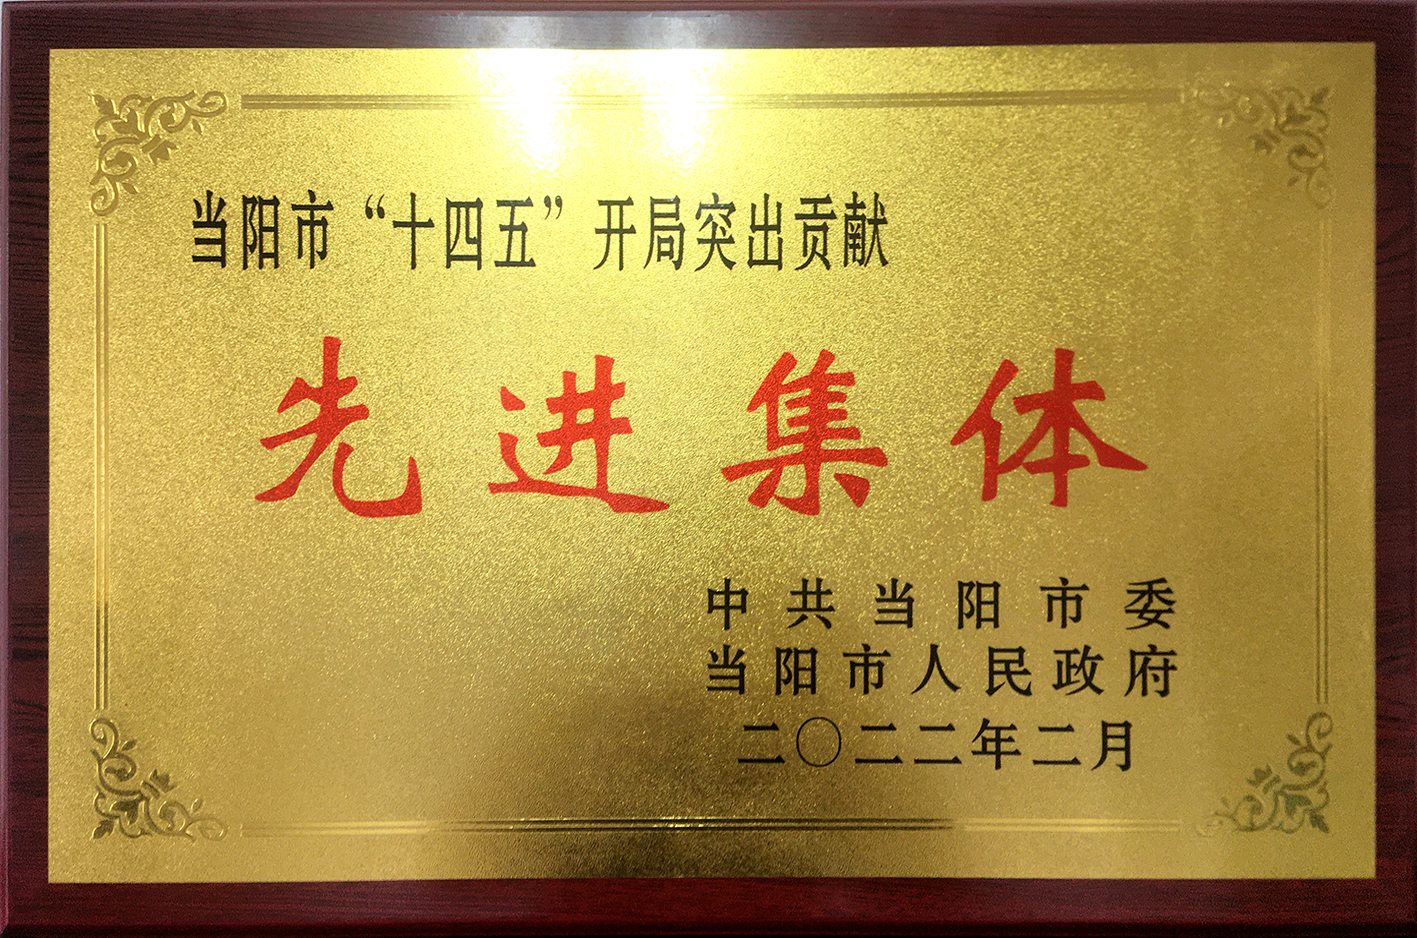 当阳市“十四五”开局突出贡献
先进集体
中共当阳市委
当阳市人民政府
二〇二二年二月